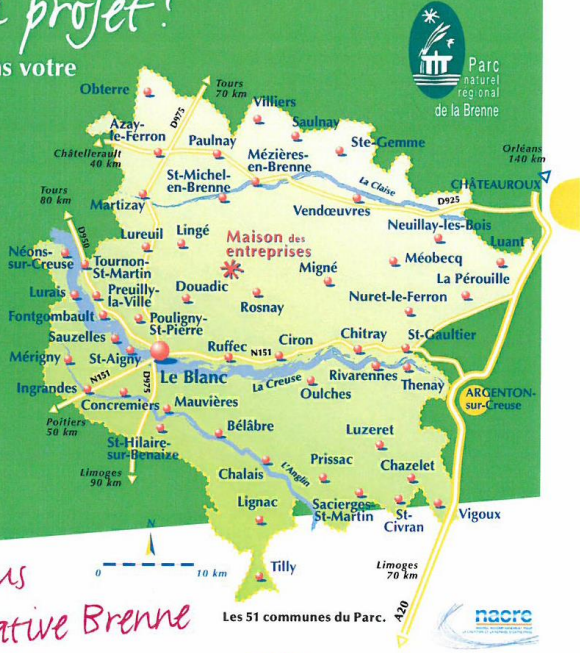 projet !
votre
Parc
naturel
régional
de la Brenne
Tours
70 km
Obterre
Villiers
D975
Saulnay
Azay-
le-Ferron
Paulnay
Ste-Gemme
Châtellerault
40 km
Mézières-
en-Brenne
Orléans
140 km
St-Michel-
en-Brenne
La Claise
CHÂTEAUROUX
Tours
80 km
Martizay
Vendœuvres
D925
D950
Lureuil
Lingé
Maison des
entreprises
Neuillay-les-Bois
Luant
Néons-
sur-Creuse
Tournon-
St-Martin
Migné
Méobecq
La Pérouille
Lurais
Preuilly-
la-Ville
Douadic
Rosnay
Nuret-le-Ferron
Fontgombault
Pouligny-
St-Pierre
Sauzelles
Ruffec
N151
Ciron
Chitray
St-Gaultier
Mérigny
St-Aigny
Le Blanc
La Creuse
Oulches
Rivarennes
Thenay
Ingrandes
N151
D975
Concremiers
Mauvières
ARGENTON-
sur-Creuse
Poitiers
50 km
St-Hilaire-
sur-Benaize
Bélâbre
Luzeret
Limoges
90 km
Chalais
L'Anglin
Prissac
Chazelet
Lignac
Sacierges-
St-Martin
St-
Civran
Vigoux
N
0
10 km
Tilly
Limoges
70 km
A20
Les 51 communes du Parc.
Brenne
nacre